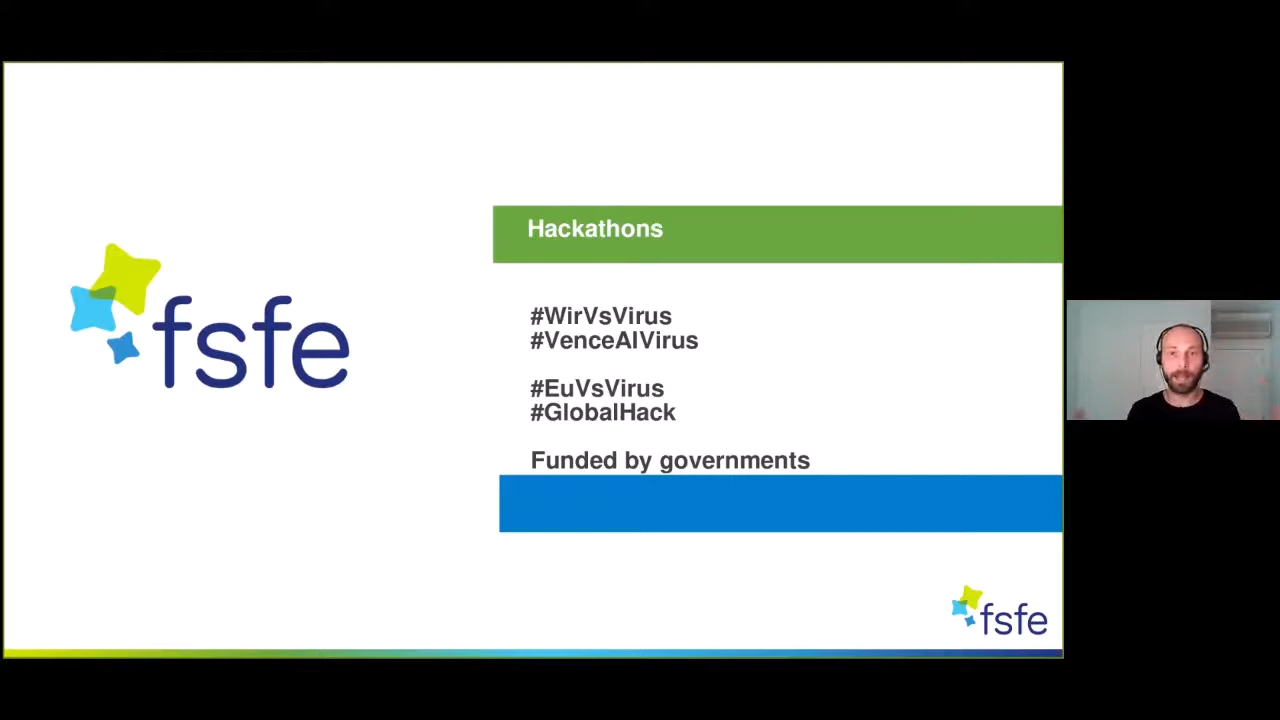 fsfe
Hackathons
#WirVsVirus
#VenceAlVirus
#EuVsVirus
#GlobalHack
Funded by governments
fsfe